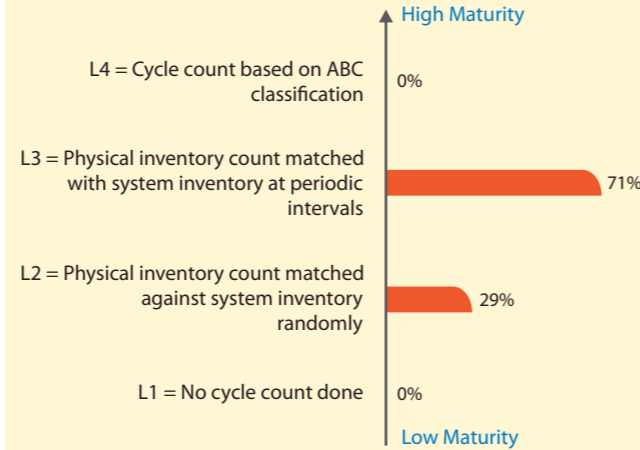 High Maturity
L4 = Cycle count based on ABC
classification
0%
L3 = Physical inventory count matched
with system inventory at periodic
intervals
71%
L2 = Physical inventory count matched
against system inventory
randomly
29%
L1 = No cycle count done
0%
Low Maturity